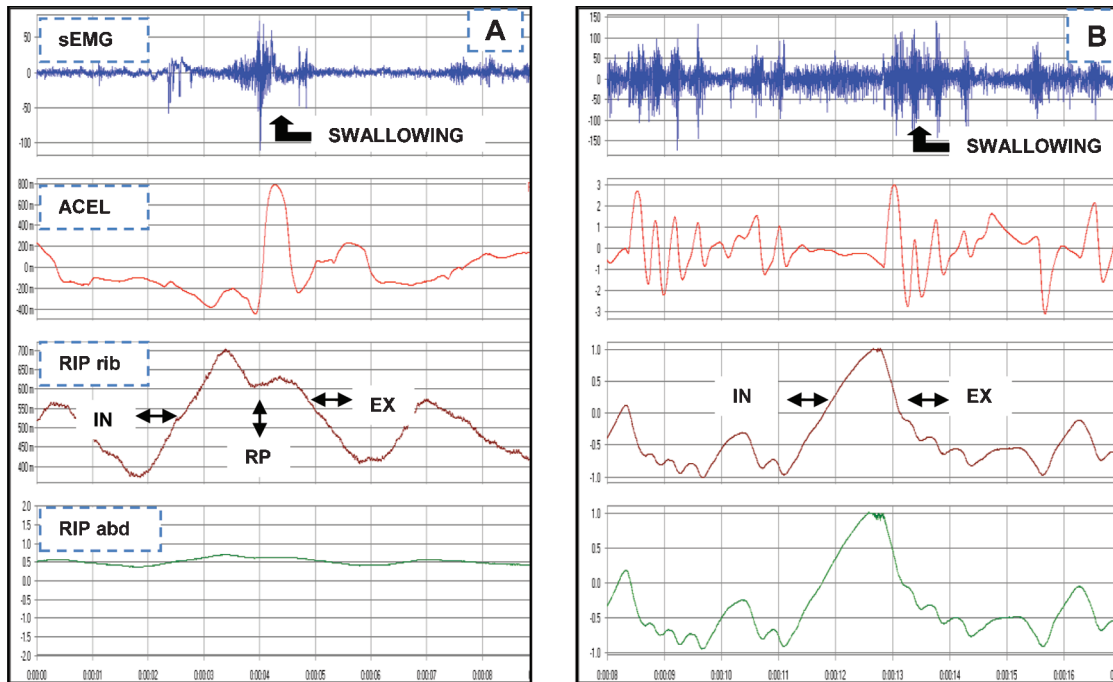 A
sEMG
50
0
-50
-100
SWALLOWING
ACEL
800 m
600 m
400 m
200 m
0 m
-200 m
-400 m
RIP rib
700 m
650 m
600 m
550 m
500 m
450 m
400 m
IN
EX
RP
RIP abd
2.0
1.5
1.0
0.5
0.0
-0.5
-1.0
-1.5
-2.0
0:00:00 0:00:01 0:00:02 0:00:03 0:00:04 0:00:05 0:00:06 0:00:07 0:00:08
B
150
100
50
0
-50
-100
-150
SWALLOWING
3
2
1
0
-1
-2
-3
1.0
0.5
0.0
-0.5
-1.0
IN
EX
1.0
0.5
0.0
-0.5
-1.0
0:00:08 0:00:09 0:00:10 0:00:11 0:00:12 0:00:13 0:00:14 0:00:15 0:00:16